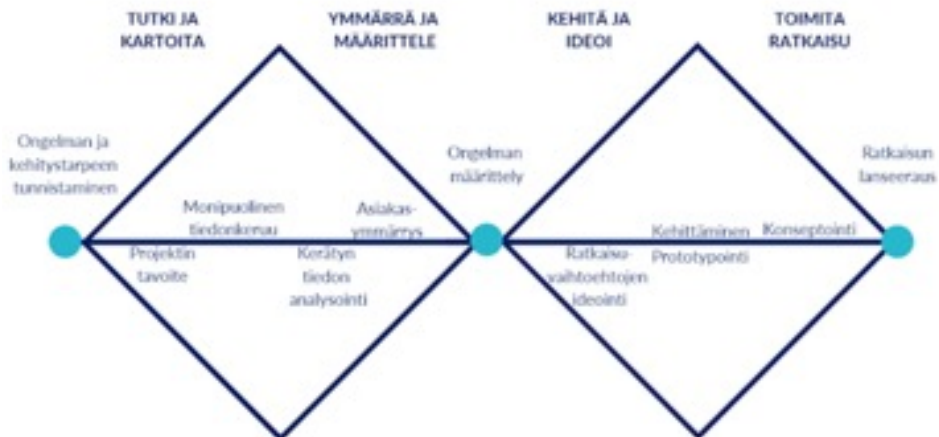 TUTKI JA
KARTOITA
YMMÄRRÄ JA
MÄÄRITTELE
KEHITÄ JA
IDEOI
TOIMITA
RATKAISU
Ongelman ja
kehitystarpeen
tunnistaminen
Ongelman
määrittely
Ratkaisun
lanseeraus
Monipuolinen
tiedonkeruu
Asiakas-
ymmärrys
Kehittäminen
Konseptointi
Projektin
tavoite
Kerätyn
tiedon
analysointi
Ratkaisu-
vaihtoehtojen
ideointi
Prototypointi